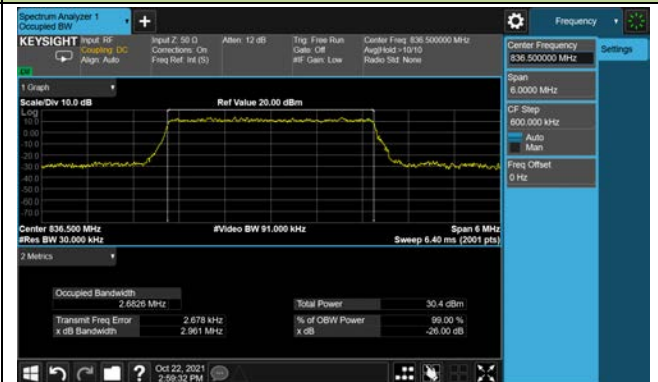 Spectrum Analyzer 1
Occupied BW
Frequency
KEYSIGHT Input: RF
Coupling: DC
Align: Auto
Input Z: 50 Ω
Corrections: On
Freq Ref: Int (S)
Atten: 12 dB
Trig: Free Run
Gate: Off
#IF Gain: Low
Center Freq: 836.500000 MHz
Avg|Hold:>10/10
Radio Std: None
Center Frequency
836.500000 MHz
Settings
Span
6.0000 MHz
CF Step
600.000 kHz
Auto
Man
Freq Offset
0 Hz
1 Graph
Scale/Div 10.0 dB
Ref Value 20.00 dBm
Log
10.0
0.00
-10.0
-20.0
-30.0
-40.0
-50.0
-60.0
-70.0
Center 836.500 MHz
#Video BW 91.000 kHz
Span 6 MHz
#Res BW 30.000 kHz
Sweep 6.40 ms (2001 pts)
2 Metrics
Occupied Bandwidth
2.6826 MHz
Total Power 30.4 dBm
Transmit Freq Error 2.678 kHz
% of OBW Power 99.00 %
x dB Bandwidth 2.961 MHz
x dB -26.00 dB
?
Oct 22, 2021
2:59:32 PM